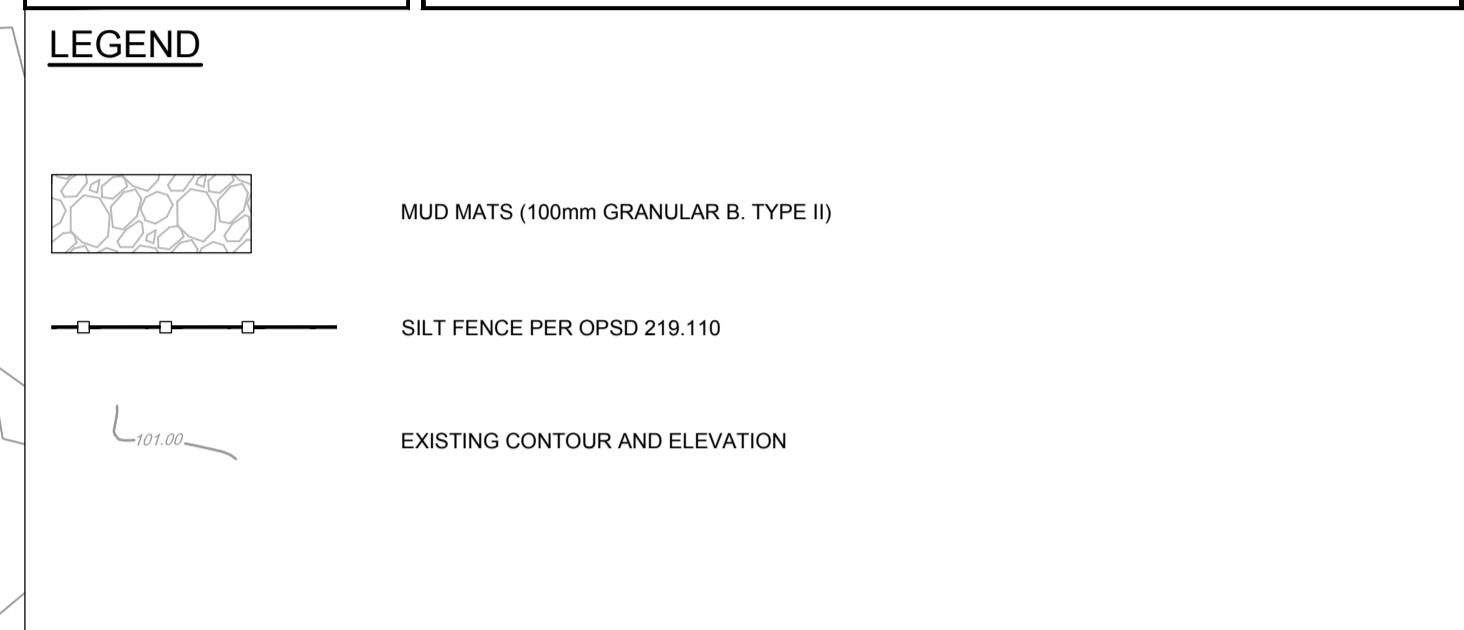 LEGEND
MUD MATS (100mm GRANULAR B. TYPE II)
SILT FENCE PER OPSD 219.110
101.00
EXISTING CONTOUR AND ELEVATION